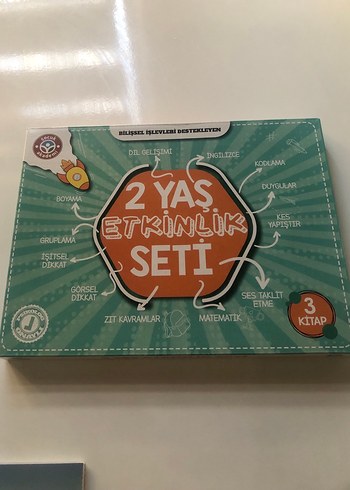 BİLİŞSEL İŞLEVLERİ DESTEKLEYEN
DİL GELİŞİMİ
İNGİLİZCE
KODLAMA
BOYAMA
DUYGULAR
2 YAŞ
ETKİNLİK
SETİ
GRUPLAMA
KES
YAPIŞTIR
İŞİTSEL
DİKKAT
GÖRSEL
DİKKAT
SES TAKLİT
ETME
ZIT KAVRAMLAR
MATEMATİK
3
KİTAP